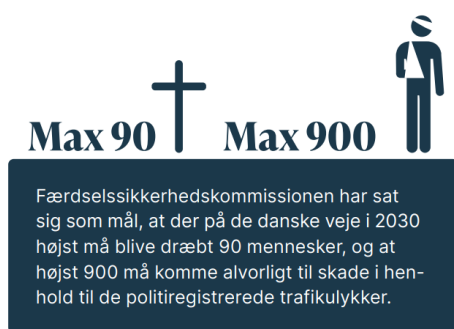 Max 90 Max 900
Færdselssikkerhedskommissionen har sat
sig som mål, at der på de danske veje i 2030
højst må blive dræbt 90 mennesker, og at
højst 900 må komme alvorligt til skade i hen-
hold til de politiregistrerede trafikulykker.